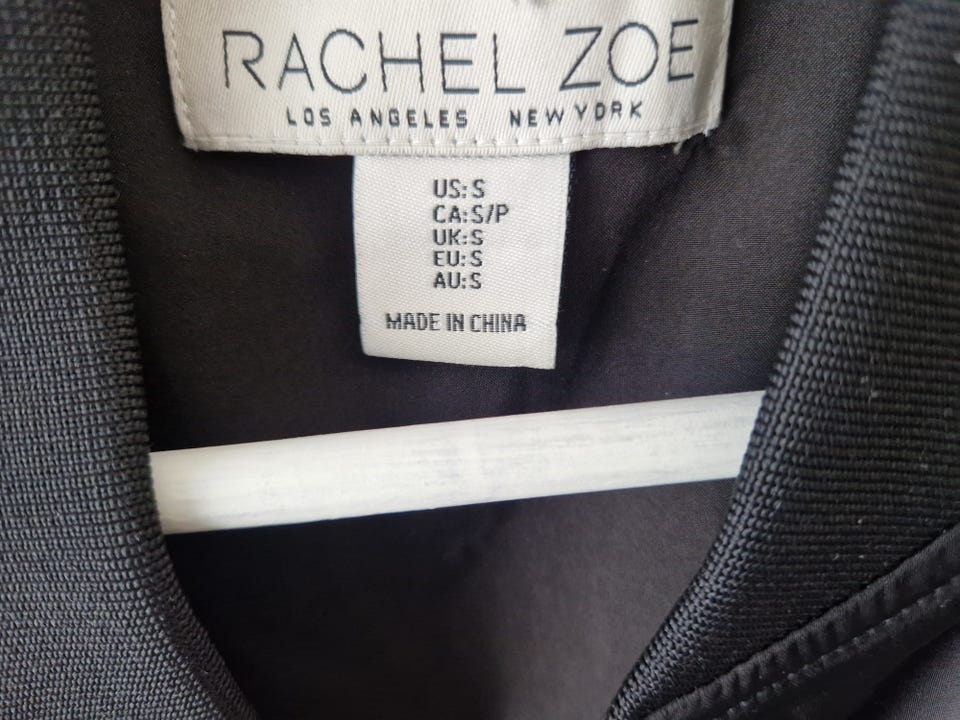 RACHEL ZOE
LOS ANGELES NEW YORK
US: S
CA: S/P
UK: S
EU: S
AU: S
MADE IN CHINA